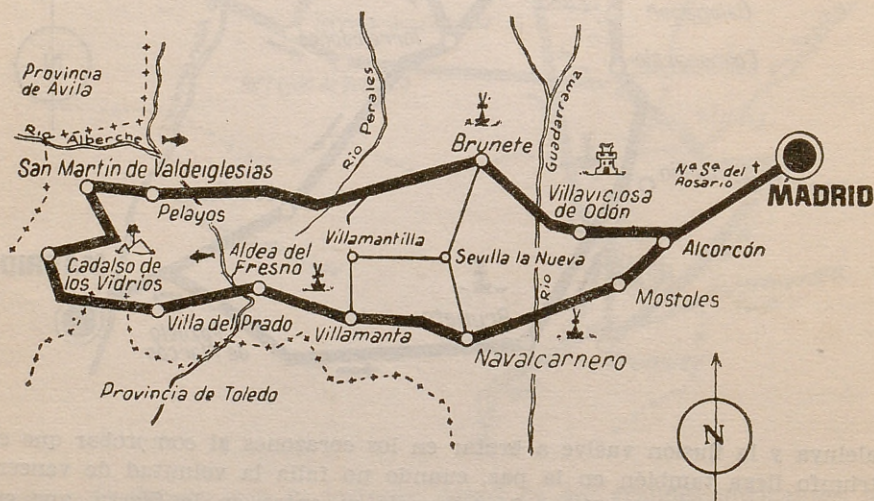 Provincia
de Avila
Rio Alberche
San Martín de Valdeiglesias
Pelayos
Rio Perales
Brunete
Guadarrama
Rio
Villaviciosa
de Odón
Nª Sª del
Rosario
MADRID
Alcorcón
Mostoles
Cadalso de
los Vidrios
Aldea del
Fresno
Villamantilla
Sevilla la Nueva
Villa del Prado
Villamanta
Navalcarnero
Provincia de Toledo
N